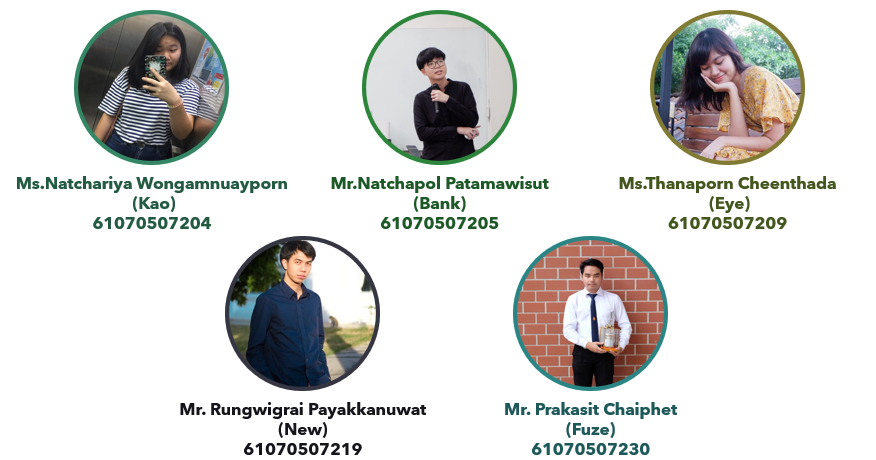 Ms.Natchariya Wongamnuayporn
(Kao)
61070507204
Mr.Natchapol Patamawisut
(Bank)
61070507205
Ms.Thanaporn Cheenthada
(Eye)
61070507209
Mr. Rungwigrai Payakkanuwat
(New)
61070507219
Mr. Prakasit Chaiphet
(Fuze)
61070507230